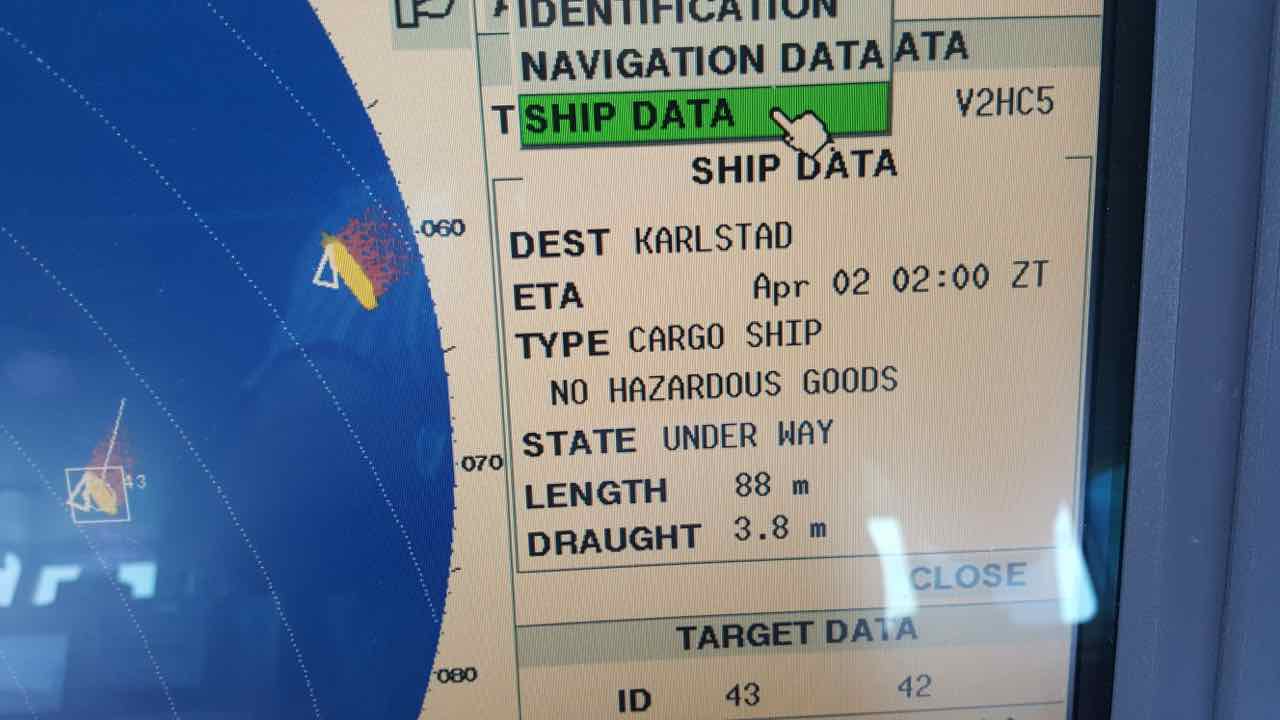 IDENTIFICATION
NAVIGATION DATA ATA
T SHIP DATA V2HC5
SHIP DATA
DEST KARLSTAD
ETA Apr 02 02:00 ZT
TYPE CARGO SHIP
NO HAZARDOUS GOODS
STATE UNDER WAY
LENGTH 88 m
DRAUGHT 3.8 m
CLOSE
TARGET DATA
ID 43 42
060
070
43
080